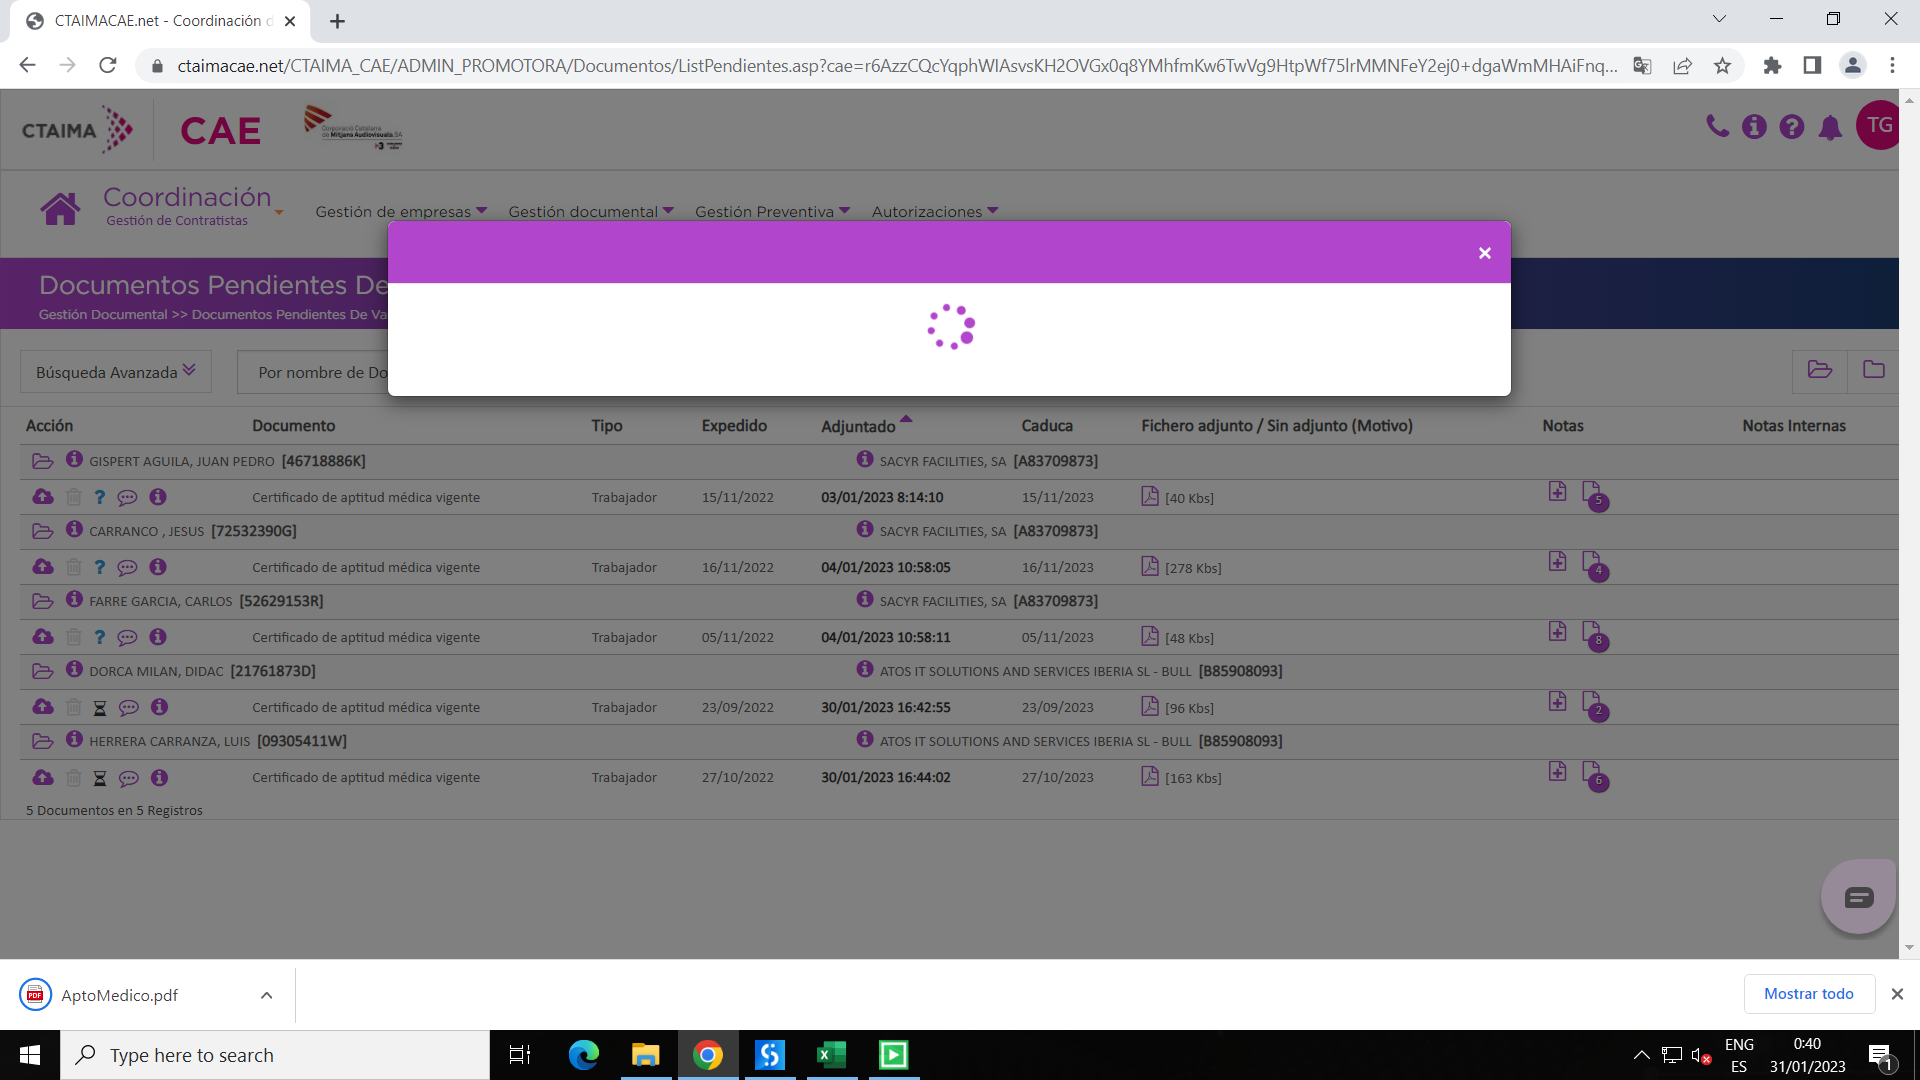 CTAIMACAE.net - Coordinación d
ctaimacae.net/CTAIMA_CAE/ADMIN_PROMOTORA/Documentos/ListPendientes.asp?cae=r6AzzCQcYqphWIAsvsKH2OVGx0q8YMhfmKw6TwVg9HtpWf75lrMMNFeY2ej0+dgaWmMHAiFnq...
CTAIMA CAE
Corporació Catalana
de Mitjans Audiovisuals, SA
TG
Coordinación
Gestión de Contratistas
Gestión de empresas Gestión documental Gestión Preventiva Autorizaciones
×
Documentos Pendientes De
Gestión Documental >> Documentos Pendientes De Va
Búsqueda Avanzada Por nombre de Do
Acción Documento Tipo Expedido Adjuntado Caduca Fichero adjunto / Sin adjunto (Motivo) Notas Notas Internas
GISPERT AGUILA, JUAN PEDRO [46718886K] SACYR FACILITIES, SA [A83709873]
? Certificado de aptitud médica vigente Trabajador 15/11/2022 03/01/2023 8:14:10 15/11/2023 [40 Kbs] 5
CARRANCO , JESUS [72532390G] SACYR FACILITIES, SA [A83709873]
? Certificado de aptitud médica vigente Trabajador 16/11/2022 04/01/2023 10:58:05 16/11/2023 [278 Kbs] 4
FARRE GARCIA, CARLOS [52629153R] SACYR FACILITIES, SA [A83709873]
? Certificado de aptitud médica vigente Trabajador 05/11/2022 04/01/2023 10:58:11 05/11/2023 [48 Kbs] 8
DORCA MILAN, DIDAC [21761873D] ATOS IT SOLUTIONS AND SERVICES IBERIA SL - BULL [B85908093]
Certificado de aptitud médica vigente Trabajador 23/09/2022 30/01/2023 16:42:55 23/09/2023 [96 Kbs] 2
HERRERA CARRANZA, LUIS [09305411W] ATOS IT SOLUTIONS AND SERVICES IBERIA SL - BULL [B85908093]
Certificado de aptitud médica vigente Trabajador 27/10/2022 30/01/2023 16:44:02 27/10/2023 [163 Kbs] 6
5 Documentos en 5 Registros
PDF AptoMedico.pdf Mostrar todo
Type here to search
ENG 0:40
ES 31/01/2023 1